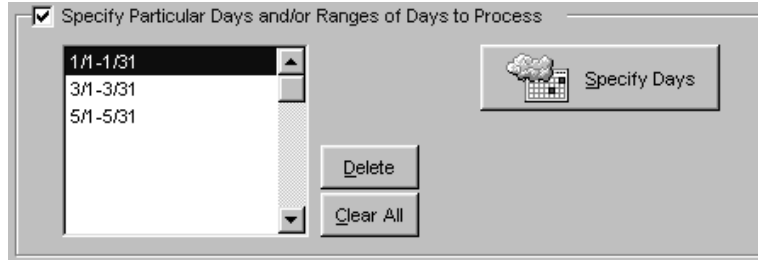 Specify Particular Days and/or Ranges of Days to Process
1/1-1/31
3/1-3/31
5/1-5/31
Specify Days
Delete
Clear All